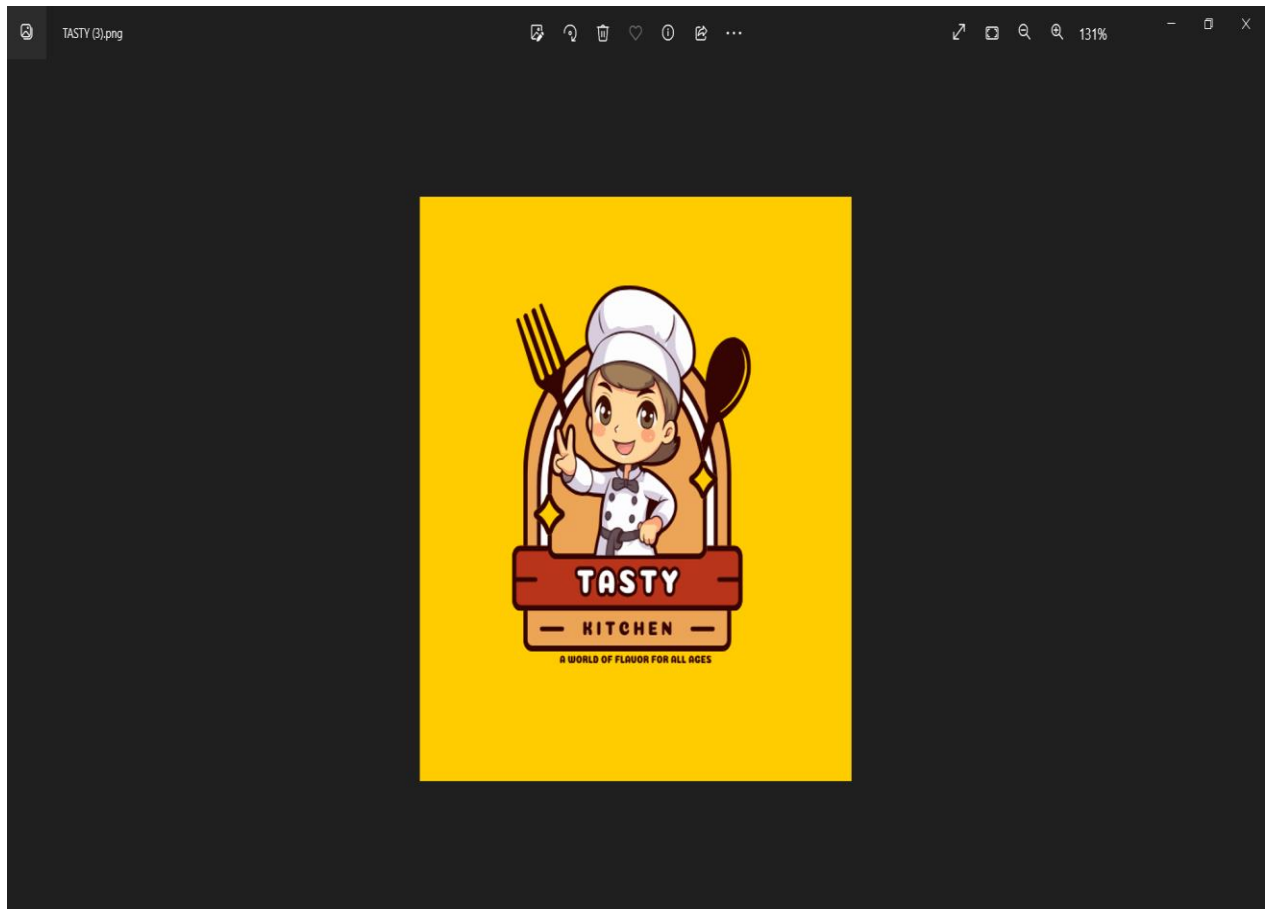 TASTY (3).png
131%
TASTY
KITCHEN
A WORLD OF FLAVOR FOR ALL AGES